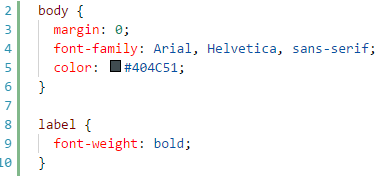 2 body {
3 margin: 0;
4 font-family: Arial, Helvetica, sans-serif;
5 color: #404C51;
6 }
7
8 label {
9 font-weight: bold;
10 }